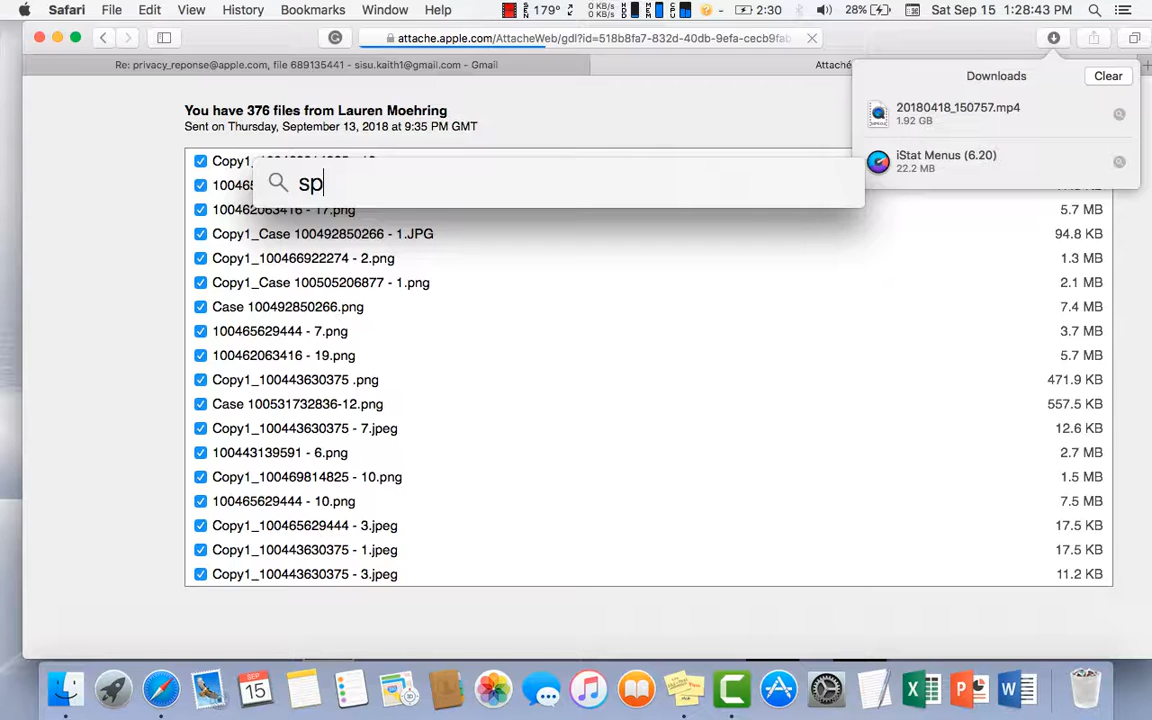 Safari File Edit View History Bookmarks Window Help 179° 0 KB/s 0 KB/s 2:30 28% Sat Sep 15 1:28:43 PM
attache.apple.com/AttacheWeb/gdl?id=518b8fa7-832d-40db-9efa-cecb9fab
Re: privacy_reponse@apple.com, file 689135441 - sisu.kaith1@gmail.com - Gmail
Attaché
Downloads Clear
20180418_150757.mp4
1.92 GB
iStat Menus (6.20)
22.2 MB
You have 376 files from Lauren Moehring
Sent on Thursday, September 13, 2018 at 9:35 PM GMT
sp
100462063416 - 17.png 5.7 MB
Copy1_Case 100492850266 - 1.JPG 94.8 KB
Copy1_100466922274 - 2.png 1.3 MB
Copy1_Case 100505206877 - 1.png 2.1 MB
Case 100492850266.png 7.4 MB
100465629444 - 7.png 3.7 MB
100462063416 - 19.png 5.7 MB
Copy1_100443630375 .png 471.9 KB
Case 100531732836-12.png 557.5 KB
Copy1_100443630375 - 7.jpeg 12.6 KB
100443139591 - 6.png 2.7 MB
Copy1_100469814825 - 10.png 1.5 MB
100465629444 - 10.png 7.5 MB
Copy1_100465629444 - 3.jpeg 17.5 KB
Copy1_100443630375 - 1.jpeg 17.5 KB
Copy1_100443630375 - 3.jpeg 11.2 KB
SEP
15